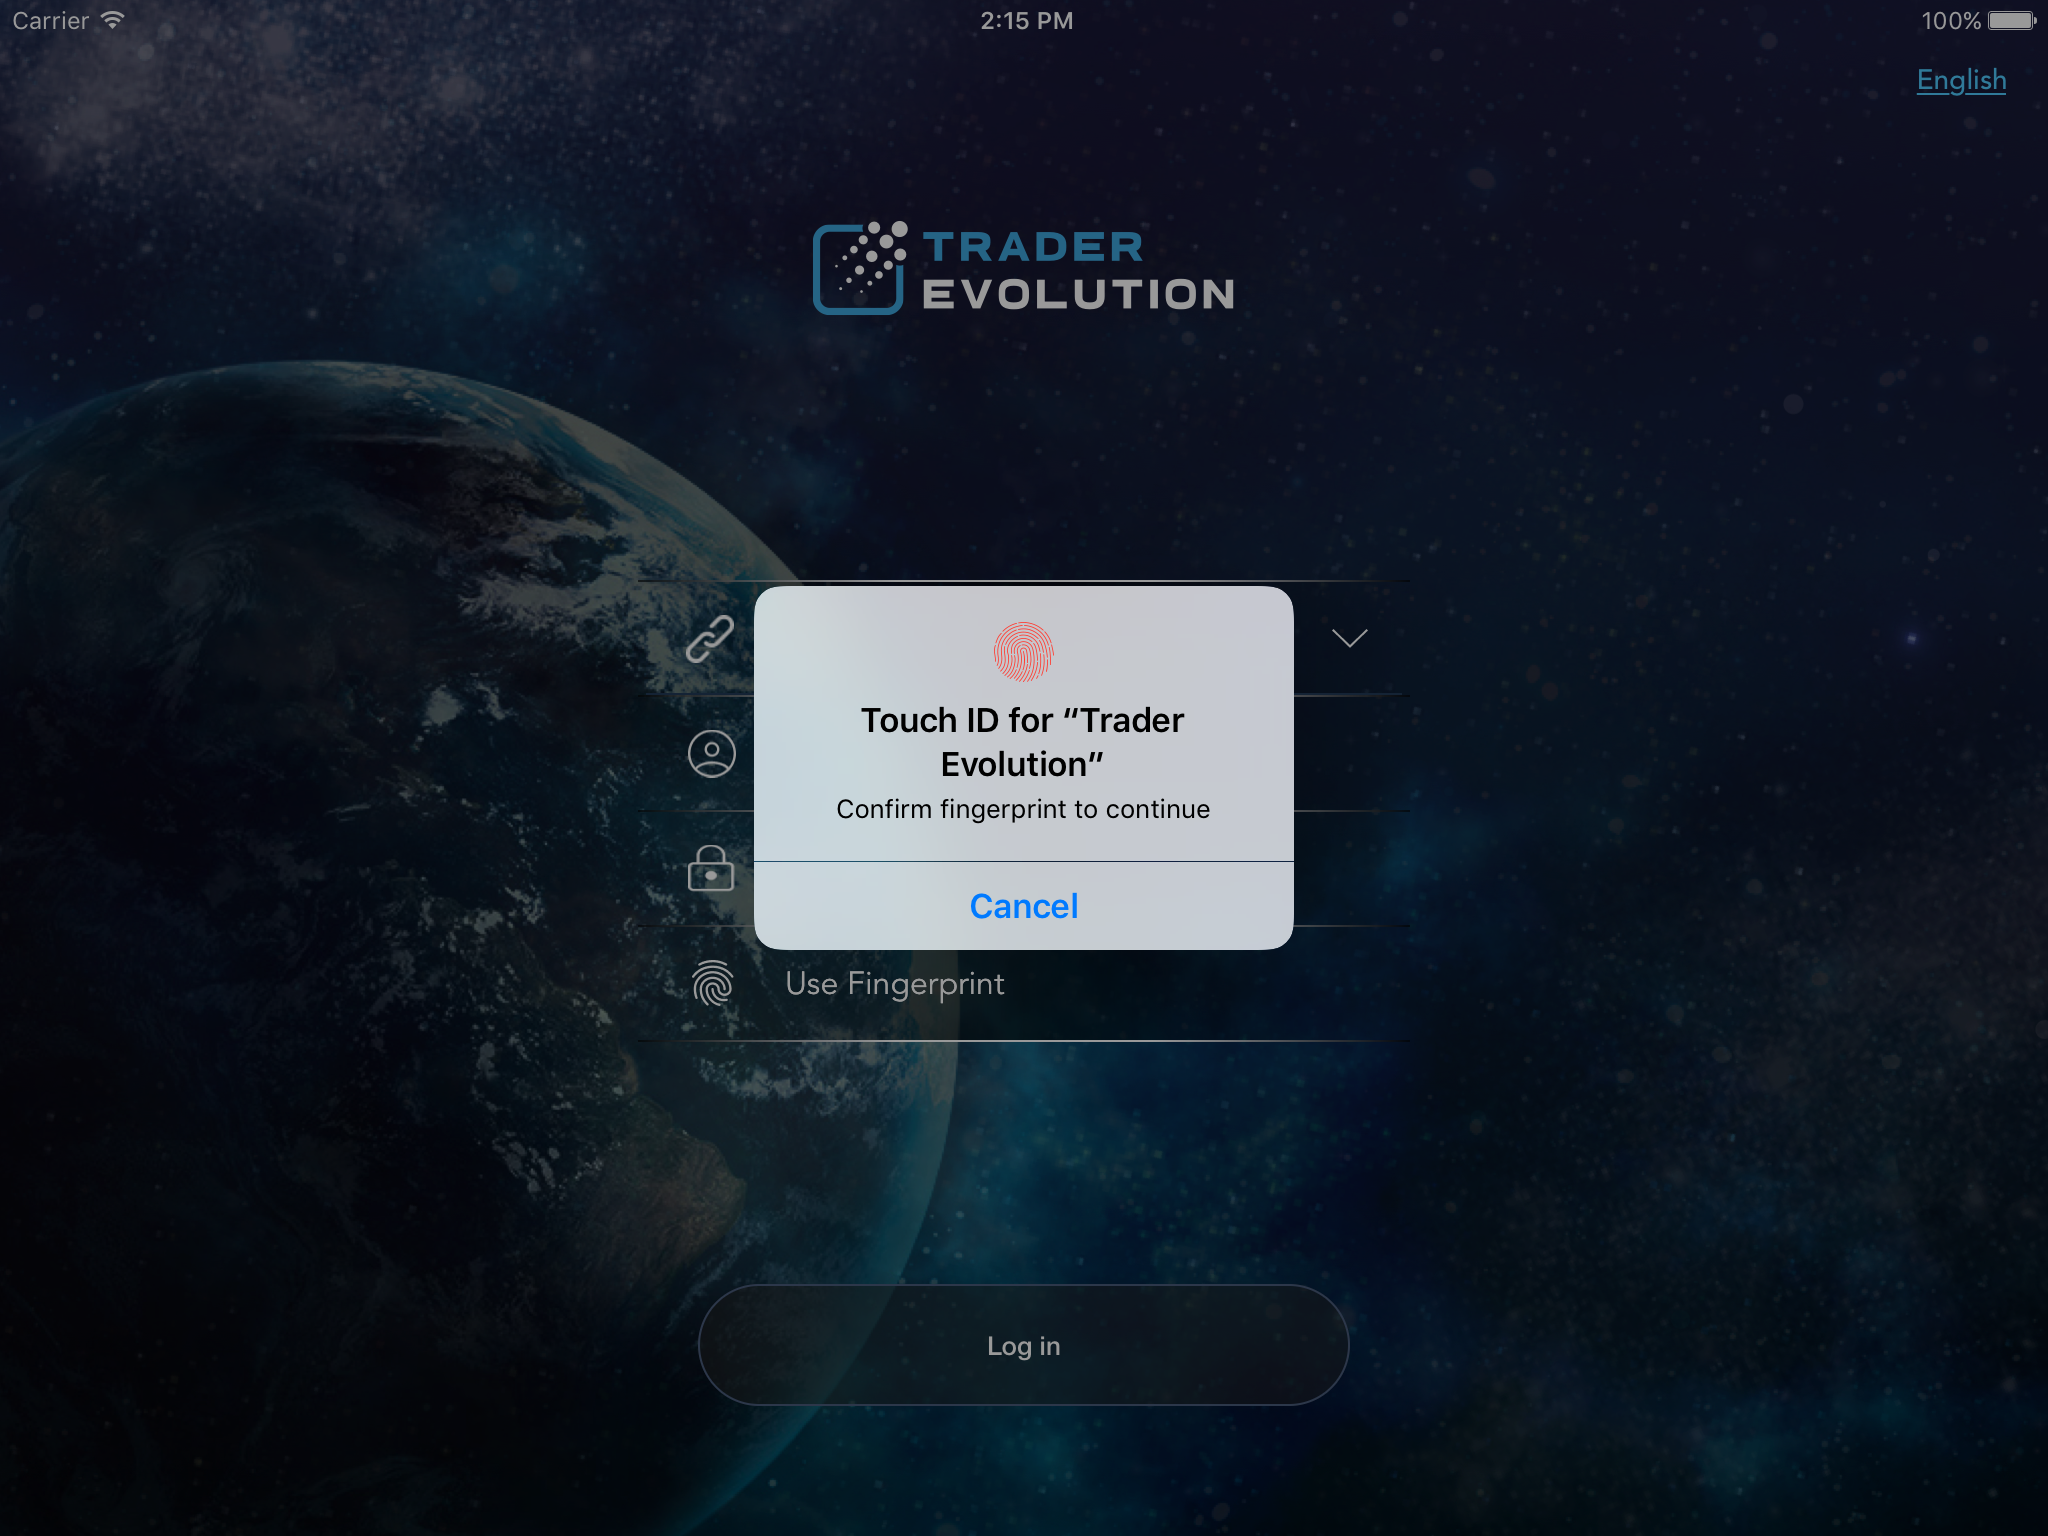 Carrier
2:15 PM
100%
English
TRADER
EVOLUTION
Touch ID for “Trader
Evolution”
Confirm fingerprint to continue
Cancel
Use Fingerprint
Log in